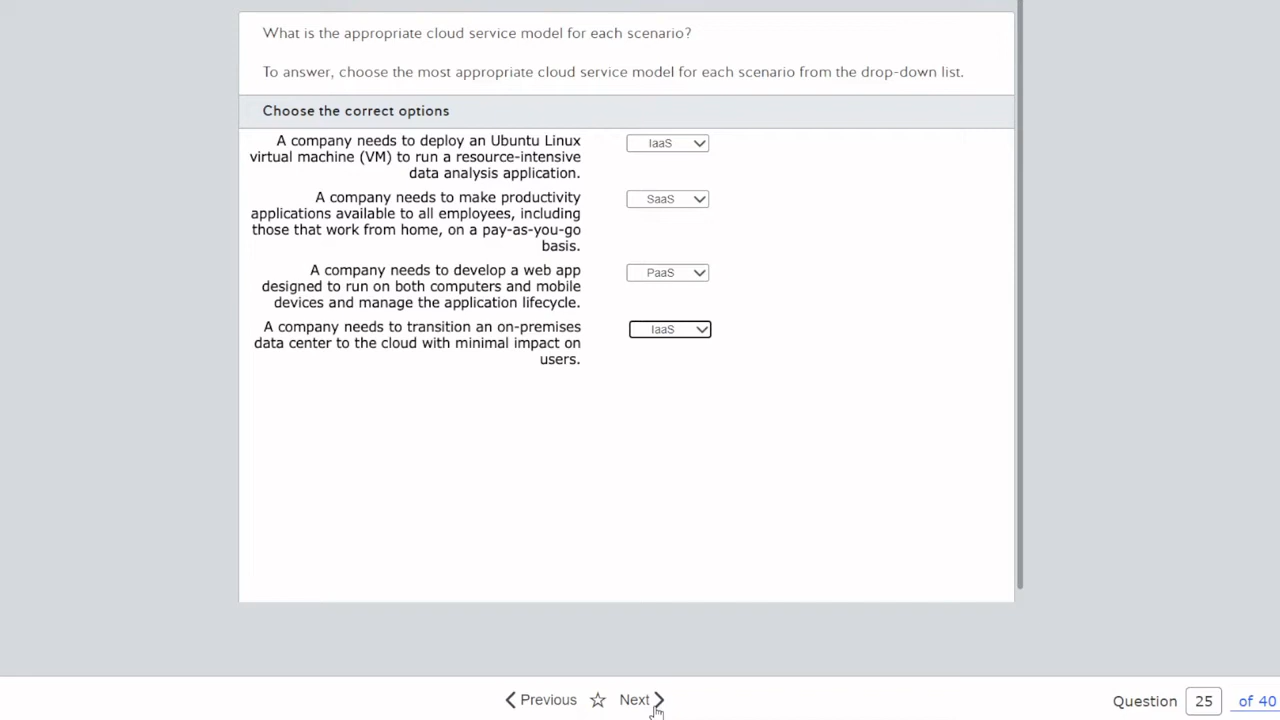 What is the appropriate cloud service model for each scenario?
To answer, choose the most appropriate cloud service model for each scenario from the drop-down list.
Choose the correct options
A company needs to deploy an Ubuntu Linux
virtual machine (VM) to run a resource-intensive
data analysis application.
IaaS
A company needs to make productivity
applications available to all employees, including
those that work from home, on a pay-as-you-go
basis.
SaaS
A company needs to develop a web app
designed to run on both computers and mobile
devices and manage the application lifecycle.
PaaS
A company needs to transition an on-premises
data center to the cloud with minimal impact on
users.
IaaS
Previous Next
Question 25 of 40